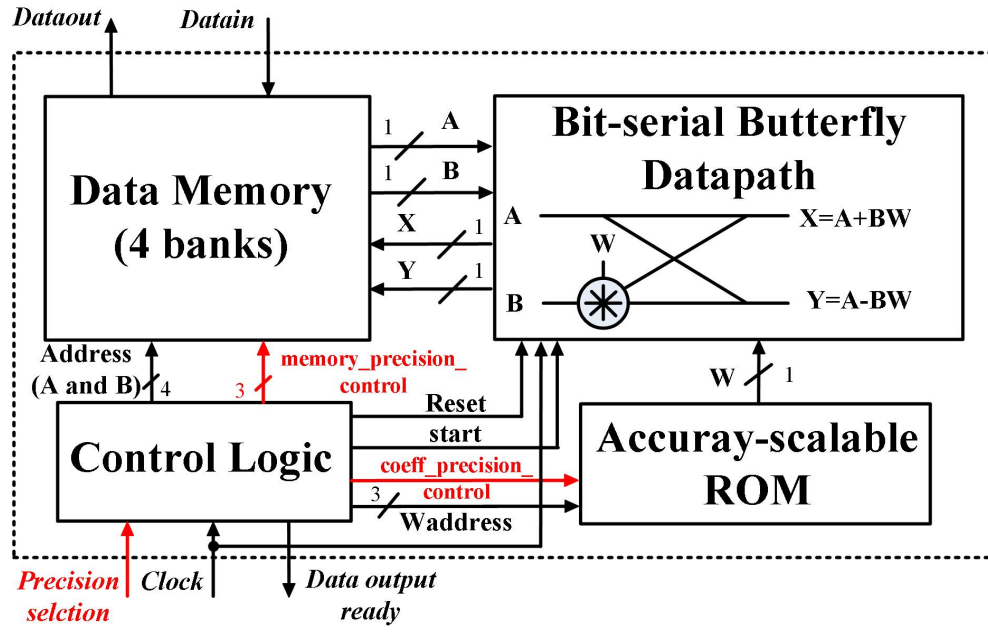 Dataout
Datain
Data Memory
(4 banks)
1
A
1
B
X
1
Y
1
Bit-serial Butterfly
Datapath
A
W
B
X=A+BW
Y=A-BW
Address
(A and B)
4
3
memory_precision_
control
Reset
start
coeff_precision_
control
3
Waddress
W
1
Control Logic
Accuray-scalable
ROM
Precision
selction
Clock
Data output
ready